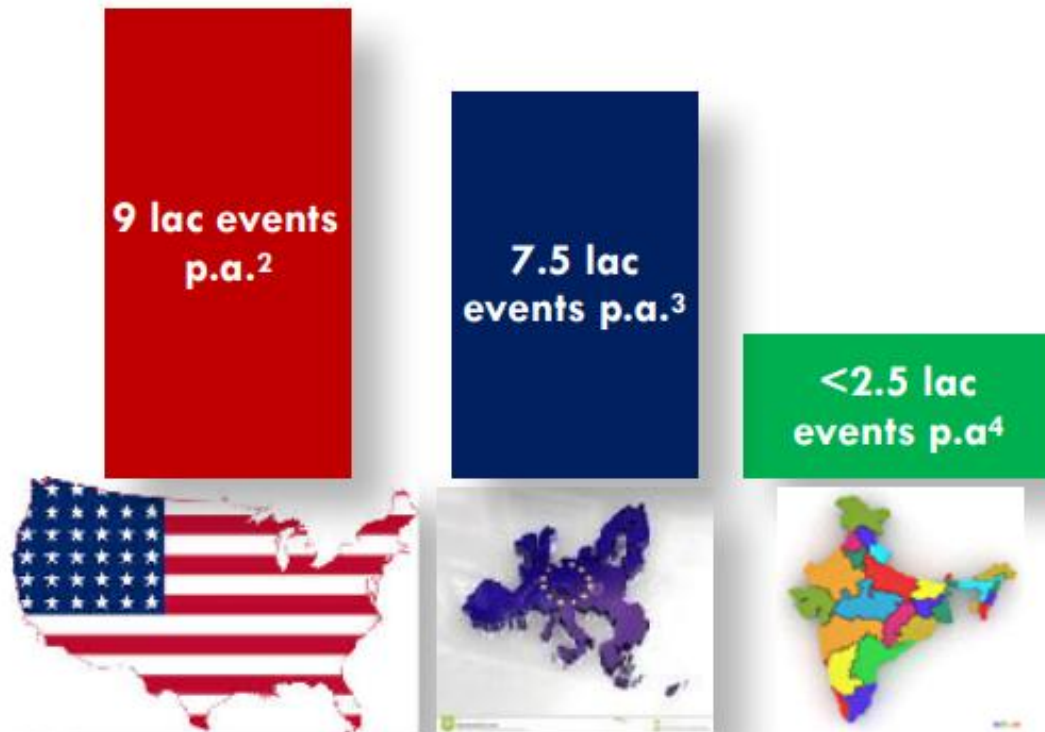 9 lac events
p.a.²
7.5 lac
events p.a.³
<2.5 lac
events p.a⁴